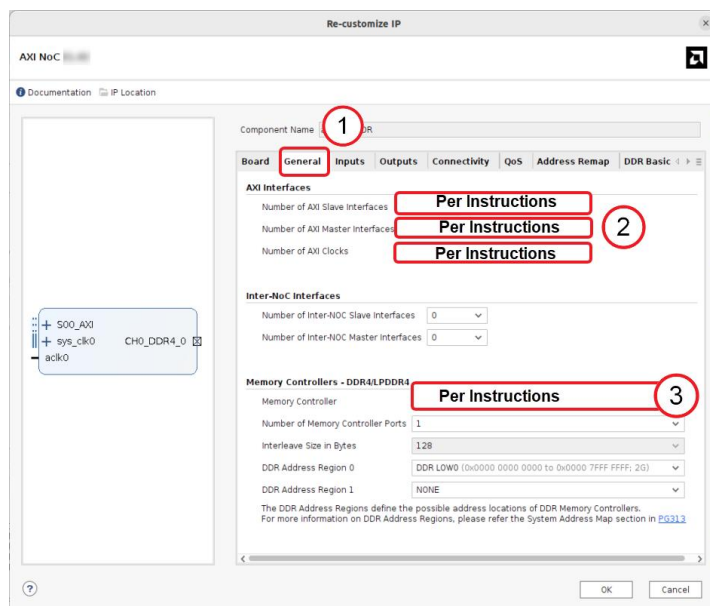 Re-customize IP
AXI NoC
Documentation IP Location
Component Name DR
1
Board General Inputs Outputs Connectivity QoS Address Remap DDR Basic
AXI Interfaces
Number of AXI Slave Interfaces Per Instructions
Number of AXI Master Interfaces Per Instructions
2
Number of AXI Clocks Per Instructions
Inter-NoC Interfaces
Number of Inter-NOC Slave Interfaces 0
Number of Inter-NOC Master Interfaces 0
S00_AXI
sys_clk0 CH0_DDR4_0
aclk0
Memory Controllers - DDR4/LPDDR4
Memory Controller Per Instructions
3
Number of Memory Controller Ports 1
Interleave Size in Bytes 128
DDR Address Region 0 DDR LOW0 (0x0000 0000 0000 to 0x0000 7FFF FFFF; 2G)
DDR Address Region 1 NONE
The DDR Address Regions define the possible address locations of DDR Memory Controllers.
For more information on DDR Address Regions, please refer the System Address Map section in PG313
? OK Cancel